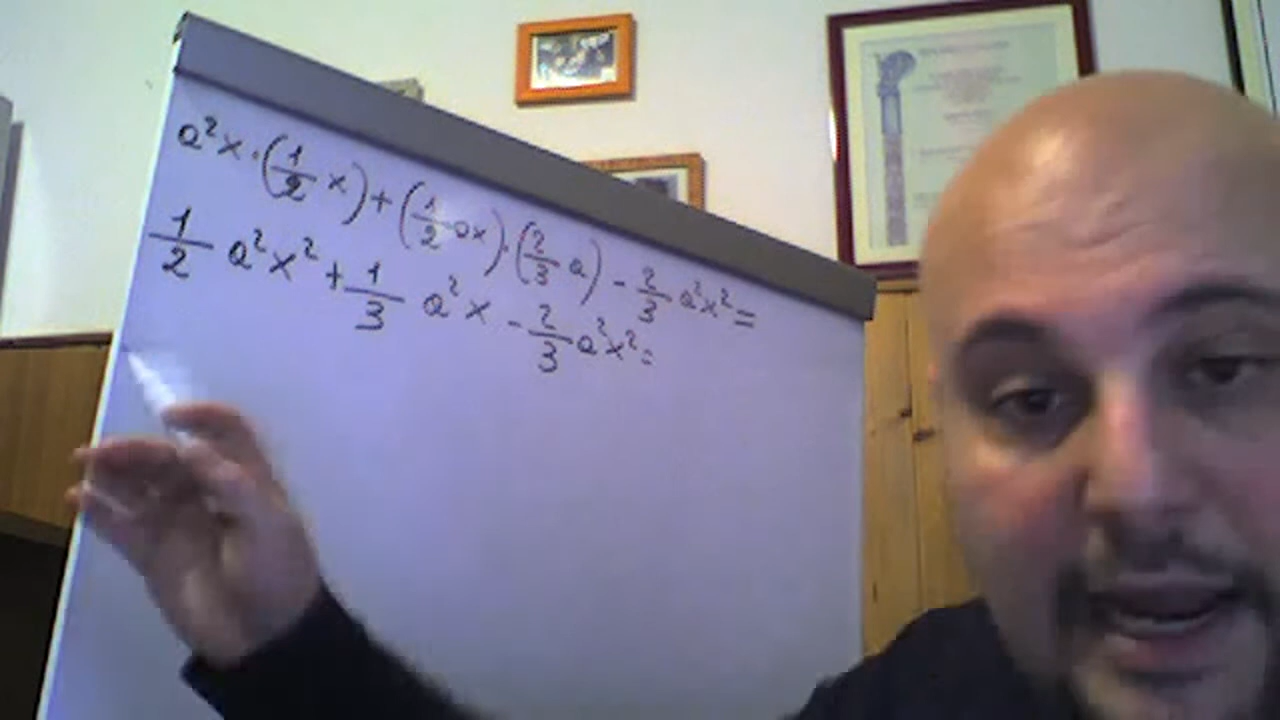 a²x·(1/2 x)+(1/2 ax)·(2/3 a) - 2/3 a²x² =
1/2 a²x² + 1/3 a²x - 2/3 a²x² =